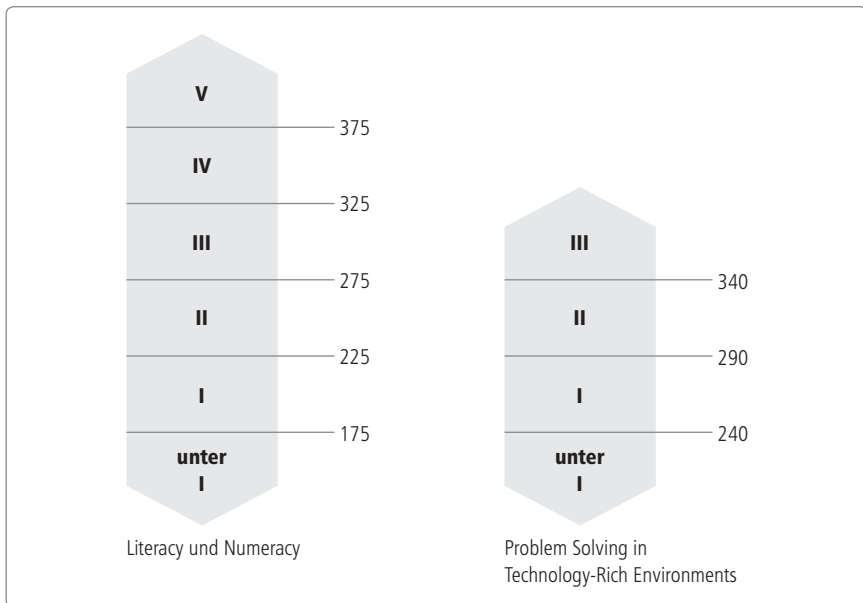 V
375
IV
325
III
275
II
225
I
175
unter
I
Literacy und Numeracy
III
340
II
290
I
240
unter
I
Problem Solving in
Technology-Rich Environments